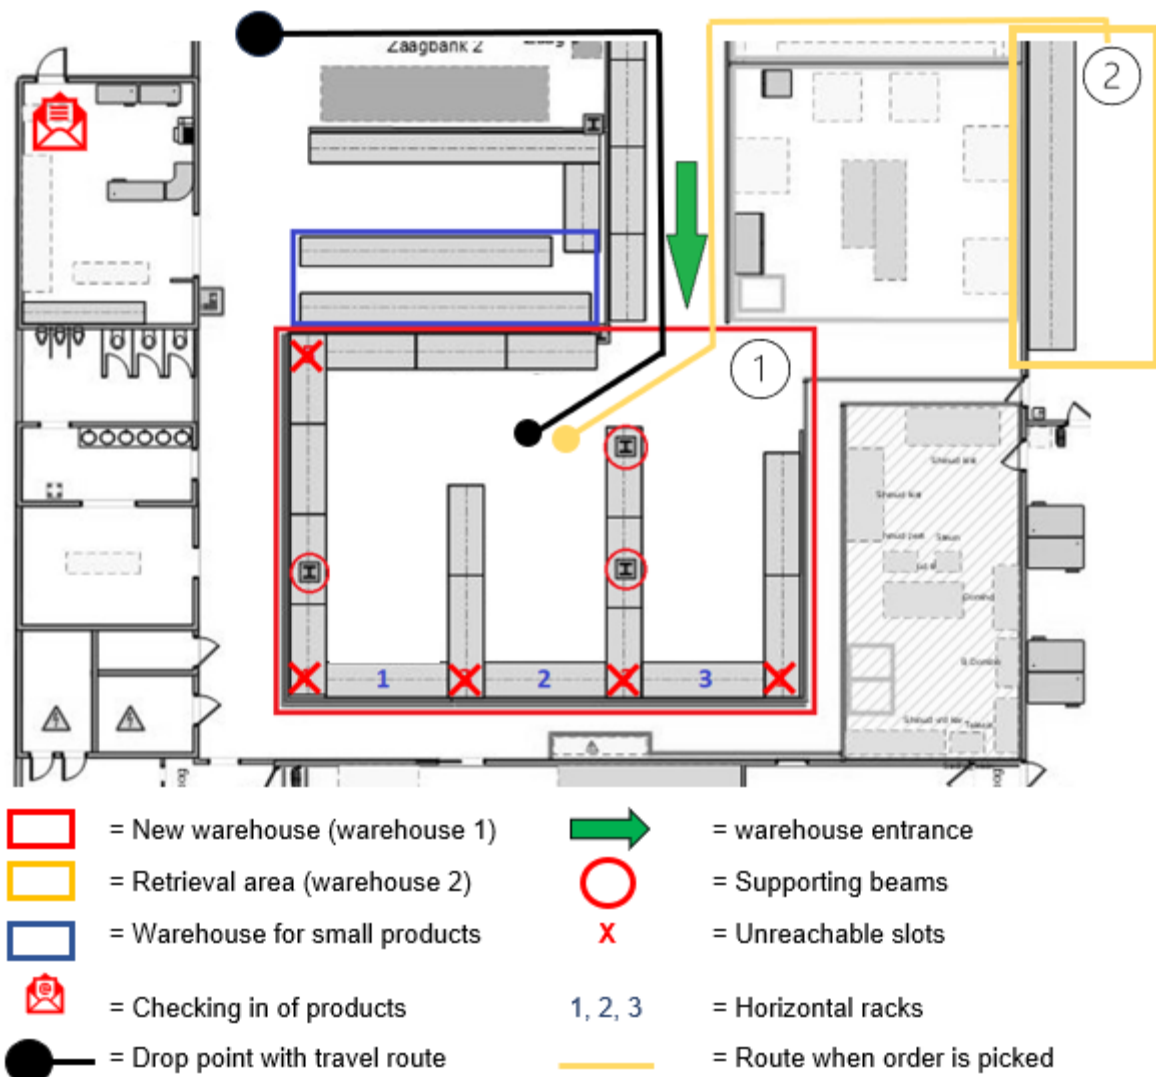 Zaagbank 2
2
1
1 2 3
= New warehouse (warehouse 1)
= Retrieval area (warehouse 2)
= Warehouse for small products
= Checking in of products
= Drop point with travel route
= warehouse entrance
= Supporting beams
X = Unreachable slots
1, 2, 3 = Horizontal racks
= Route when order is picked